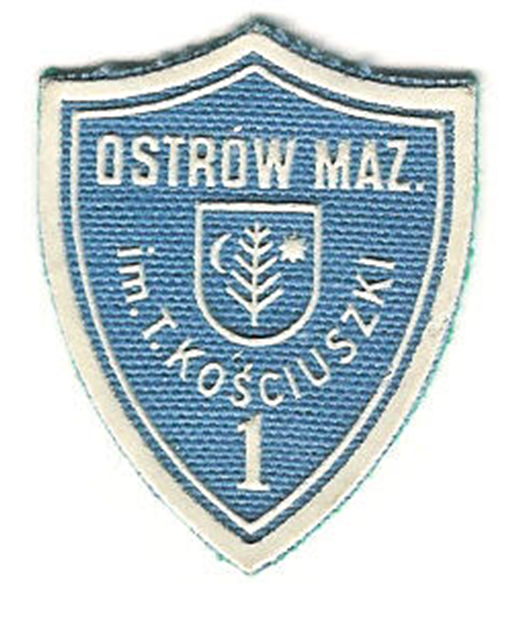 OSTRÓW MAZ.
im. T. KOŚCIUSZKI
1